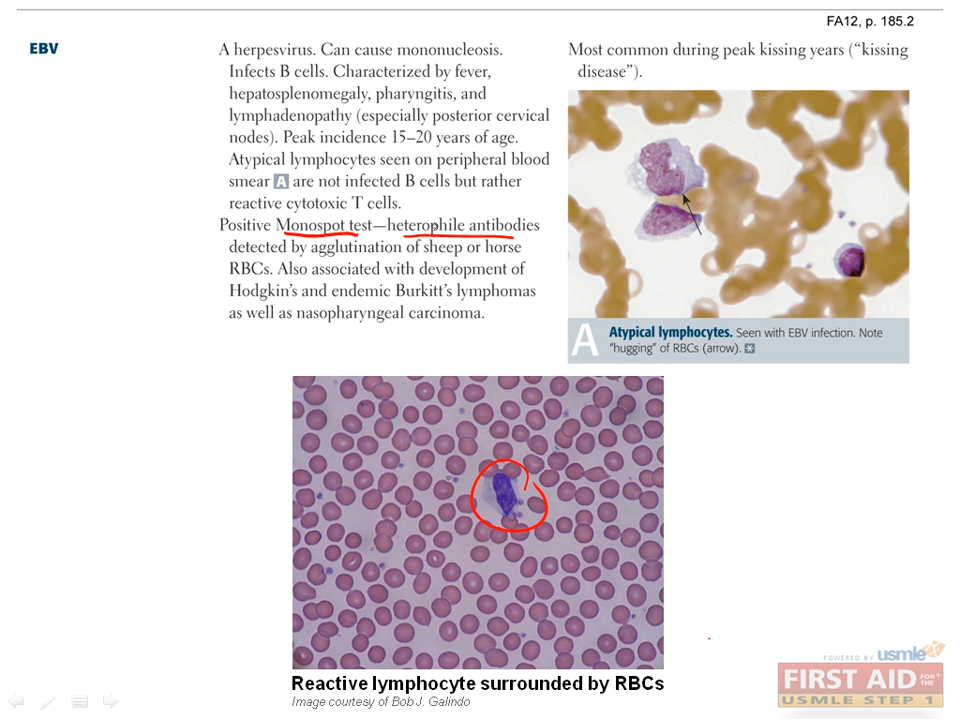 FA12, p. 185.2
EBV
A herpesvirus. Can cause mononucleosis.
Infects B cells. Characterized by fever,
hepatosplenomegaly, pharyngitis, and
lymphadenopathy (especially posterior cervical
nodes). Peak incidence 15–20 years of age.
Atypical lymphocytes seen on peripheral blood
smear A are not infected B cells but rather
reactive cytotoxic T cells.
Positive Monospot test—heterophile antibodies
detected by agglutination of sheep or horse
RBCs. Also associated with development of
Hodgkin's and endemic Burkitt's lymphomas
as well as nasopharyngeal carcinoma.
Most common during peak kissing years (“kissing
disease”).
A
Atypical lymphocytes. Seen with EBV infection. Note
“hugging” of RBCs (arrow).
Reactive lymphocyte surrounded by RBCs
Image courtesy of Bob J. Galindo
POWERED BY usmle
FIRST AID FOR THE
USMLE STEP 1